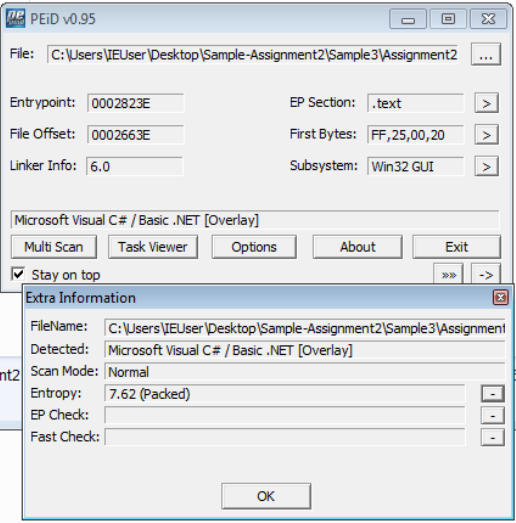 PEiD v0.95
File: C:\Users\IEUser\Desktop\Sample-Assignment2\Sample3\Assignment2 ...
Entrypoint: 0002823E EP Section: .text >
File Offset: 0002663E First Bytes: FF,25,00,20 >
Linker Info: 6.0 Subsystem: Win32 GUI >
Microsoft Visual C# / Basic .NET [Overlay]
Multi Scan Task Viewer Options About Exit
Stay on top »» ->
Extra Information
FileName: C:\Users\IEUser\Desktop\Sample-Assignment2\Sample3\Assignment
Detected: Microsoft Visual C# / Basic .NET [Overlay]
Scan Mode: Normal
nt2
Entropy: 7.62 (Packed) -
EP Check: -
Fast Check: -
OK